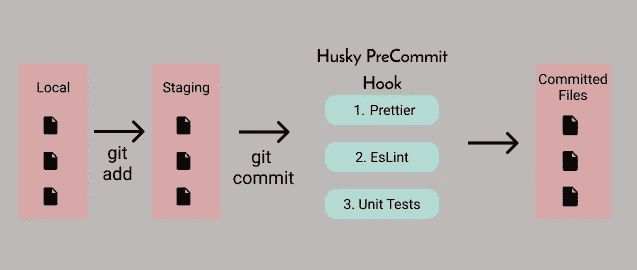 Local
git
add
Staging
git
commit
Husky PreCommit
Hook
1. Prettier
2. EsLint
3. Unit Tests
Committed
Files